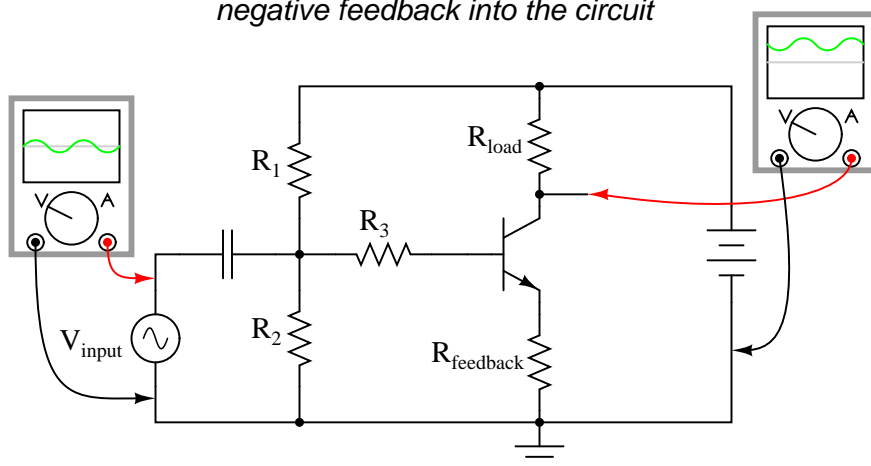 negative feedback into the circuit
V A
V A
R1
Rload
R3
R2
Vinput
Rfeedback